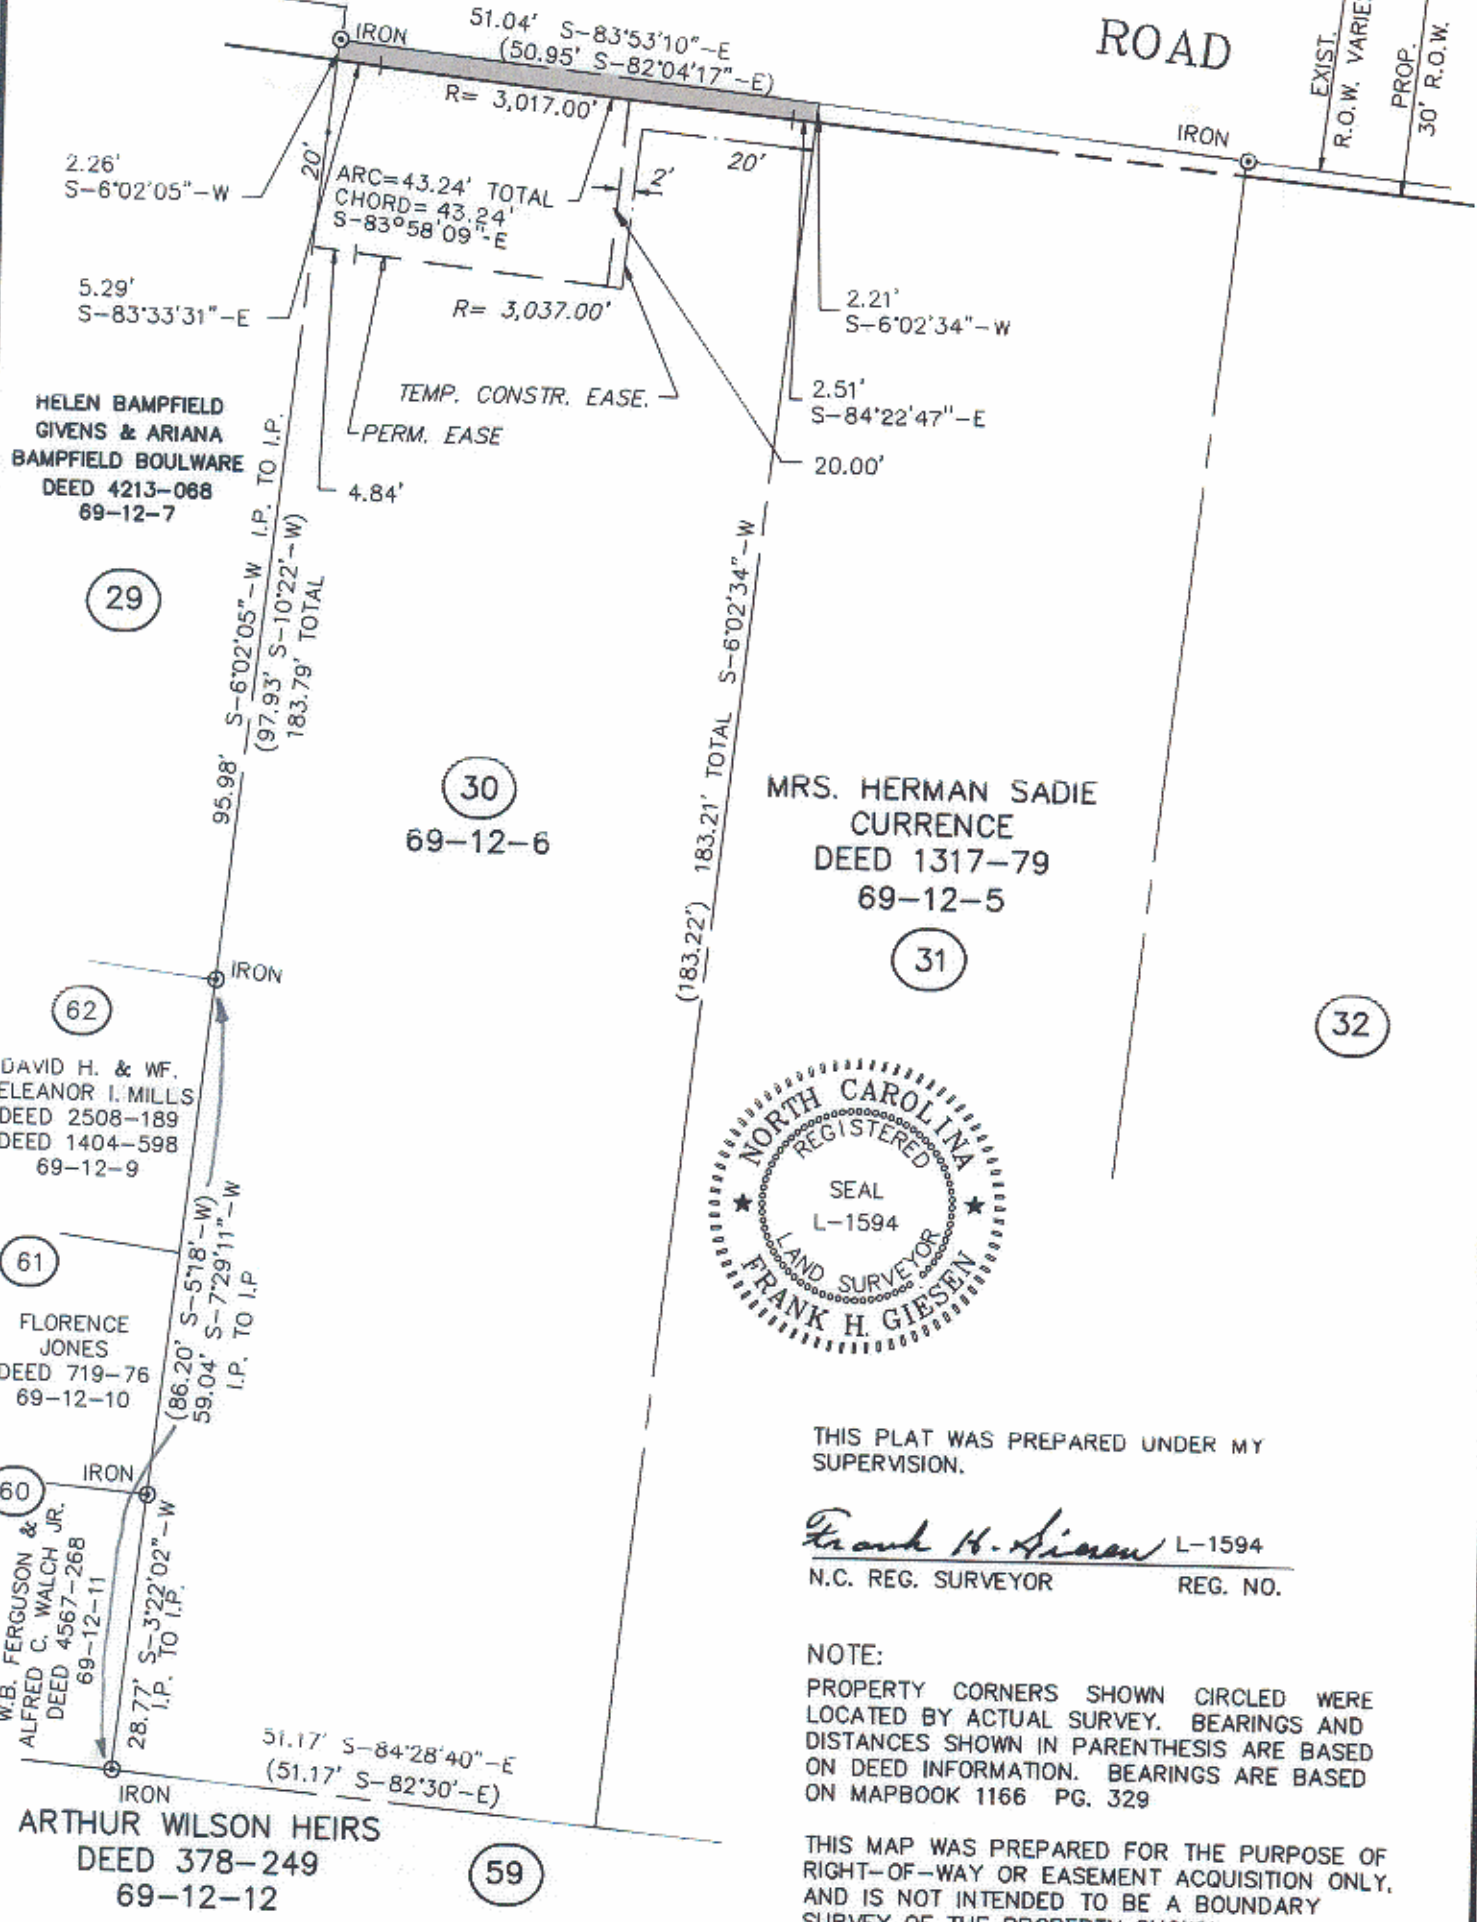 IRON
51.04' S-83°53'10"-E
(50.95' S-82°04'17"-E)
ROAD
EXIST.
R.O.W. VARIES
PROP.
30' R.O.W.
R= 3,017.00'
IRON
2.26'
S-6°02'05"-W
20'
ARC=43.24' TOTAL
CHORD= 43.24'
S-83°58'09"-E
2'
20'
5.29'
S-83°33'31"-E
R= 3,037.00'
2.21'
S-6°02'34"-W
TEMP. CONSTR. EASE.
2.51'
S-84°22'47"-E
PERM. EASE
20.00'
4.84'
HELEN BAMPFIELD
GIVENS & ARIANA
BAMPFIELD BOULWARE
DEED 4213-068
69-12-7
29
95.98' S-6°02'05"-W I.P. TO I.P.
(97.93' S-10°22'-W)
183.79' TOTAL
(183.22') 183.21' TOTAL S-6°02'34"-W
30
69-12-6
MRS. HERMAN SADIE
CURRENCE
DEED 1317-79
69-12-5
31
32
IRON
62
DAVID H. & WF.
ELEANOR I. MILLS
DEED 2508-189
DEED 1404-598
69-12-9
NORTH CAROLINA
REGISTERED
SEAL
L-1594
LAND SURVEYOR
FRANK H. GIESEN
61
FLORENCE
JONES
DEED 719-76
69-12-10
(86.20' S-5°18'-W)
59.04' S-7°29'11"-W
I.P. TO I.P
60
IRON
W.B. FERGUSON &
ALFRED C. WALCH JR.
DEED 4567-268
69-12-11
28.77' S-3°22'02"-W
I.P. TO I.P.
THIS PLAT WAS PREPARED UNDER MY
SUPERVISION.
Frank H. Giesen L-1594
N.C. REG. SURVEYOR REG. NO.
51.17' S-84°28'40"-E
(51.17' S-82°30'-E)
IRON
ARTHUR WILSON HEIRS
DEED 378-249
69-12-12
59
NOTE:
PROPERTY CORNERS SHOWN CIRCLED WERE
LOCATED BY ACTUAL SURVEY. BEARINGS AND
DISTANCES SHOWN IN PARENTHESIS ARE BASED
ON DEED INFORMATION. BEARINGS ARE BASED
ON MAPBOOK 1166 PG. 329
THIS MAP WAS PREPARED FOR THE PURPOSE OF
RIGHT-OF-WAY OR EASEMENT ACQUISITION ONLY,
AND IS NOT INTENDED TO BE A BOUNDARY
SURVEY OF THE PROPERTY